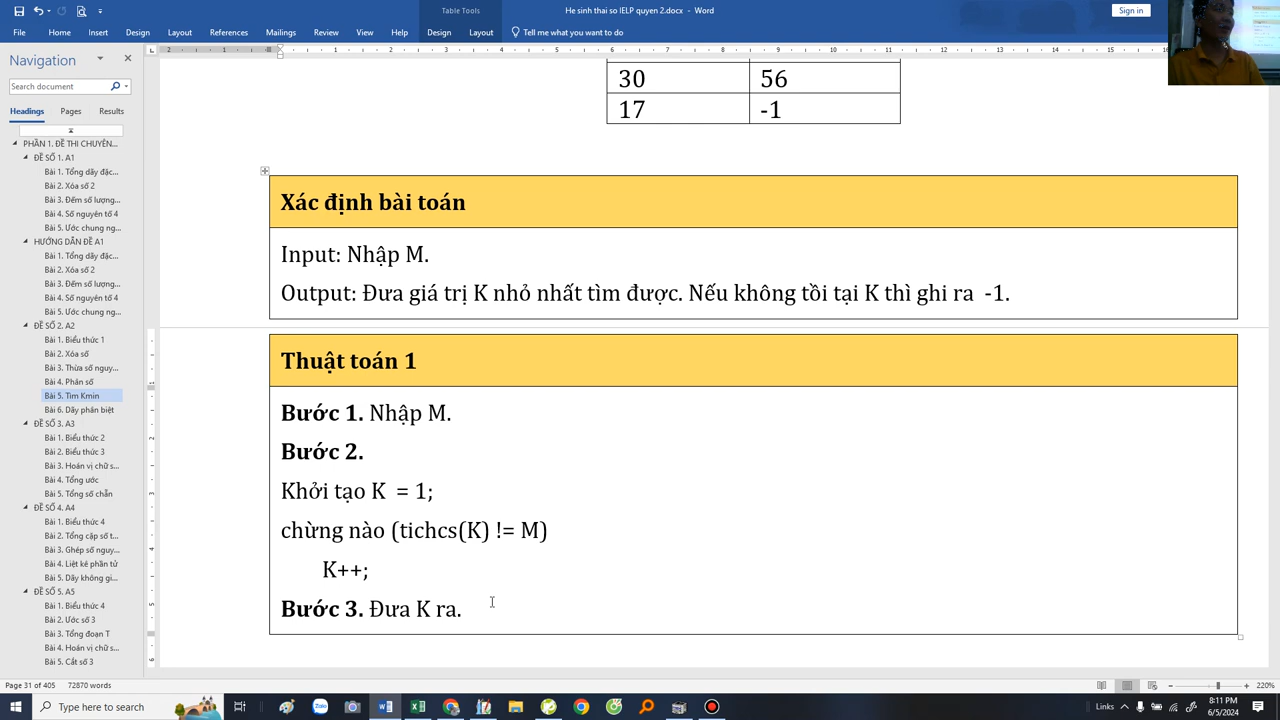 Table Tools
He sinh thai so IELP quyen 2.docx - Word
Sign in
File Home Insert Design Layout References Mailings Review View Help Design Layout Tell me what you want to do
Navigation
Search document
Headings Pages Results
PHẦN 1. ĐỀ THI CHUYÊN...
ĐỀ SỐ 1. A1
Bài 1. Tổng dãy đặc...
Bài 2. Xóa số 2
Bài 3. Đếm số lượng...
Bài 4. Số nguyên tố 4
Bài 5. Ước chung ng...
HƯỚNG DẪN ĐỀ A1
Bài 1. Tổng dãy đặc...
Bài 2. Xóa số 2
Bài 3. Đếm số lượng...
Bài 4. Số nguyên tố 4
Bài 5. Ước chung ng...
ĐỀ SỐ 2. A2
Bài 1. Biểu thức 1
Bài 2. Xóa số
Bài 3. Thừa số nguy...
Bài 4. Phân số
Bài 5. Tìm Kmin
Bài 6. Dãy phân biệt
ĐỀ SỐ 3. A3
Bài 1. Biểu thức 2
Bài 2. Biểu thức 3
Bài 3. Hoán vị chữ s...
Bài 4. Tổng ước
Bài 5. Tổng số chẵn
ĐỀ SỐ 4. A4
Bài 1. Biểu thức 4
Bài 2. Tổng cặp số t...
Bài 3. Ghép số nguy...
Bài 4. Liệt kê phần tử
Bài 5. Dãy không gi...
ĐỀ SỐ 5. A5
Bài 1. Biểu thức 4
Bài 2. Ước số 3
Bài 3. Tổng đoạn T
Bài 4. Hoán vị chữ s...
Bài 5. Cắt số 3
30 56
17 -1
Xác định bài toán
Input: Nhập M.
Output: Đưa giá trị K nhỏ nhất tìm được. Nếu không tồi tại K thì ghi ra -1.
Thuật toán 1
Bước 1. Nhập M.
Bước 2.
Khởi tạo K = 1;
chừng nào (tichcs(K) != M)
K++;
Bước 3. Đưa K ra.
Page 31 of 405 72870 words
220%
Type here to search
8:11 PM
6/5/2024